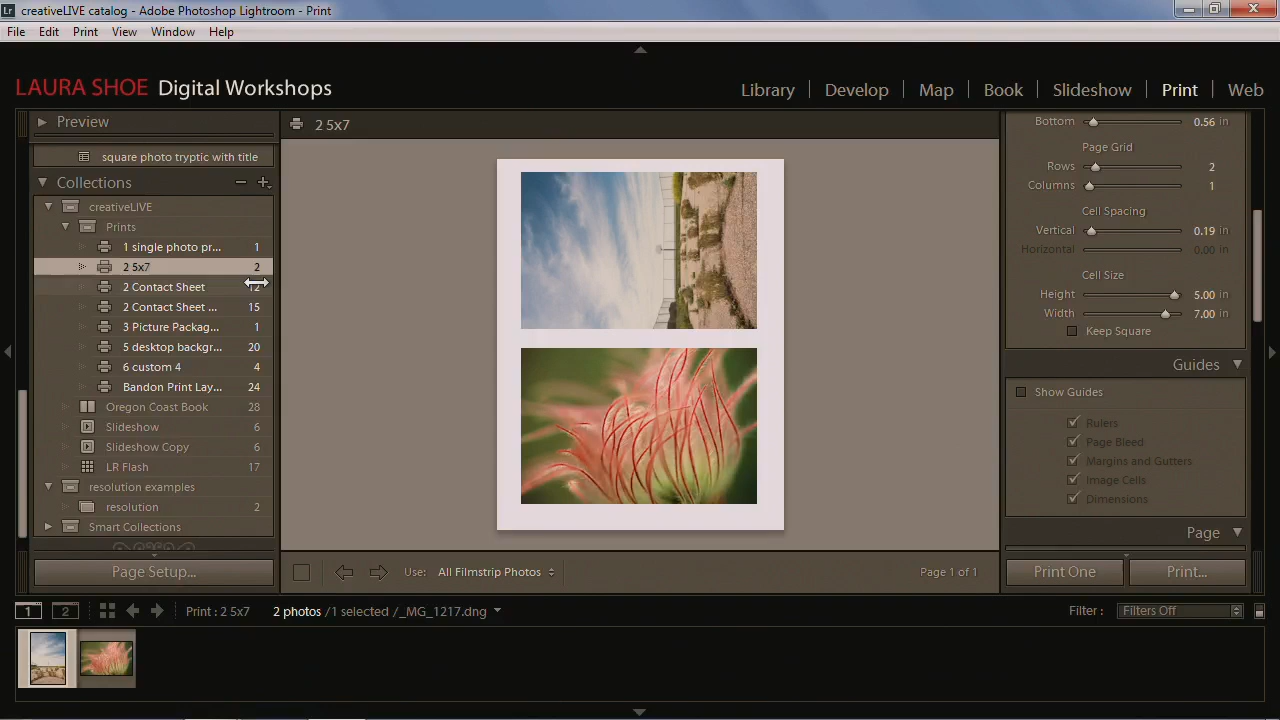 Lr creativeLIVE catalog - Adobe Photoshop Lightroom - Print
File Edit Print View Window Help
LAURA SHOE Digital Workshops
Library Develop Map Book Slideshow Print Web
Preview
square photo tryptic with title
Collections
creativeLIVE
Prints
1 single photo pr... 1
2 5x7 2
2 Contact Sheet 12
2 Contact Sheet ... 15
3 Picture Packag... 1
5 desktop backgr... 20
6 custom 4 4
Bandon Print Lay... 24
Oregon Coast Book 28
Slideshow 6
Slideshow Copy 6
LR Flash 17
resolution examples
resolution 2
Smart Collections
Page Setup...
2 5x7
Use: All Filmstrip Photos
Page 1 of 1
Bottom 0.56 in
Page Grid
Rows 2
Columns 1
Cell Spacing
Vertical 0.19 in
Horizontal 0.00 in
Cell Size
Height 5.00 in
Width 7.00 in
Keep Square
Guides
Show Guides
Rulers
Page Bleed
Margins and Gutters
Image Cells
Dimensions
Page
Print One Print...
1 2 Print : 2 5x7 2 photos / 1 selected / _MG_1217.dng
Filter : Filters Off